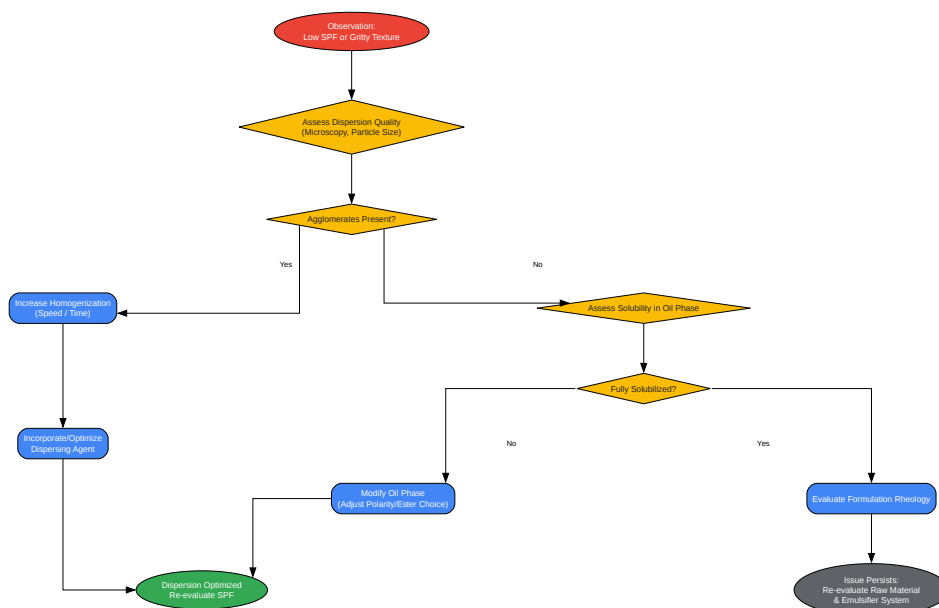 Observation:
Low SPF or Gritty Texture
Assess Dispersion Quality
(Microscopy, Particle Size)
Agglomerates Present?
Yes
No
Increase Homogenization
(Speed / Time)
Assess Solubility in Oil Phase
Fully Solubilized?
Incorporate/Optimize
Dispersing Agent
No
Yes
Modify Oil Phase
(Adjust Polarity/Ester Choice)
Evaluate Formulation Rheology
Dispersion Optimized
Re-evaluate SPF
Issue Persists:
Re-evaluate Raw Material
& Emulsifier System